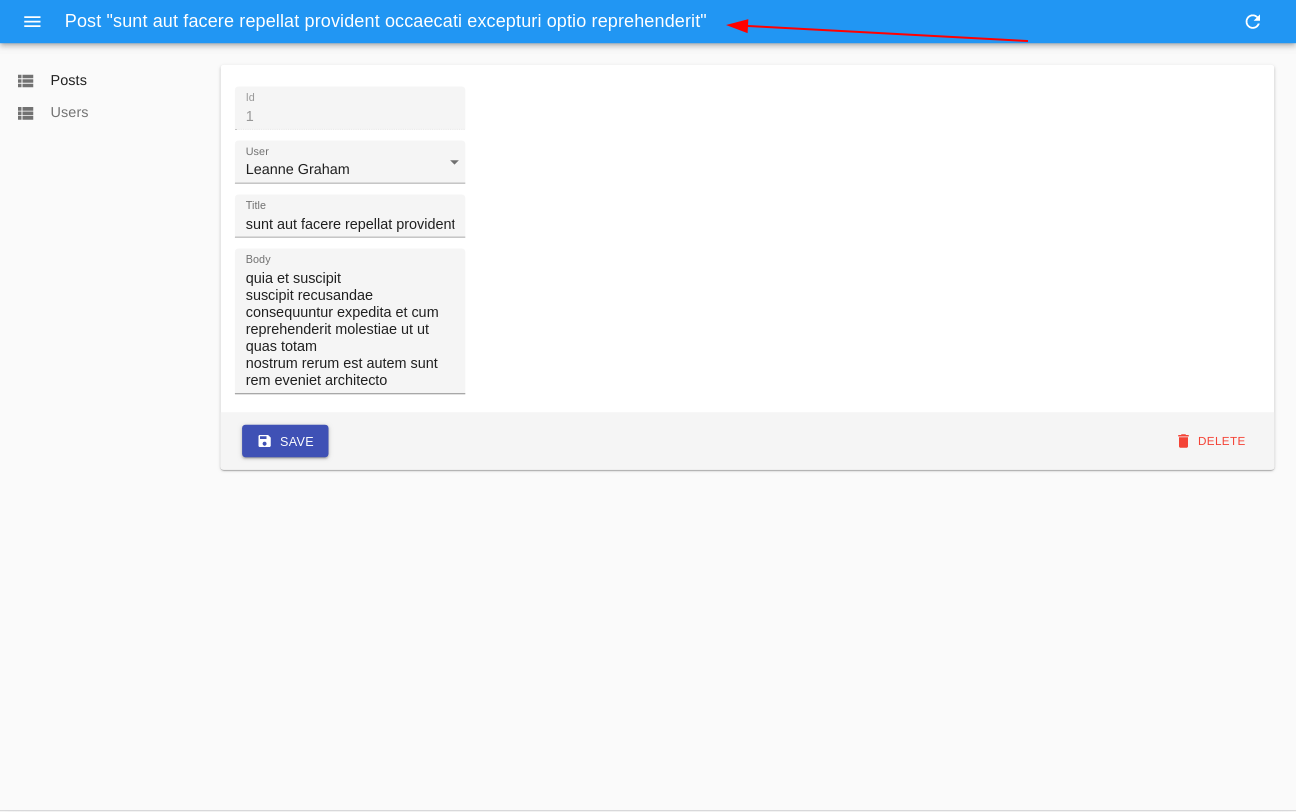 Post "sunt aut facere repellat provident occaecati excepturi optio reprehenderit"
Posts
Users
Id
1
User
Leanne Graham
Title
sunt aut facere repellat provident
Body
quia et suscipit
suscipit recusandae
consequuntur expedita et cum
reprehenderit molestiae ut ut
quas totam
nostrum rerum est autem sunt
rem eveniet architecto
SAVE
DELETE